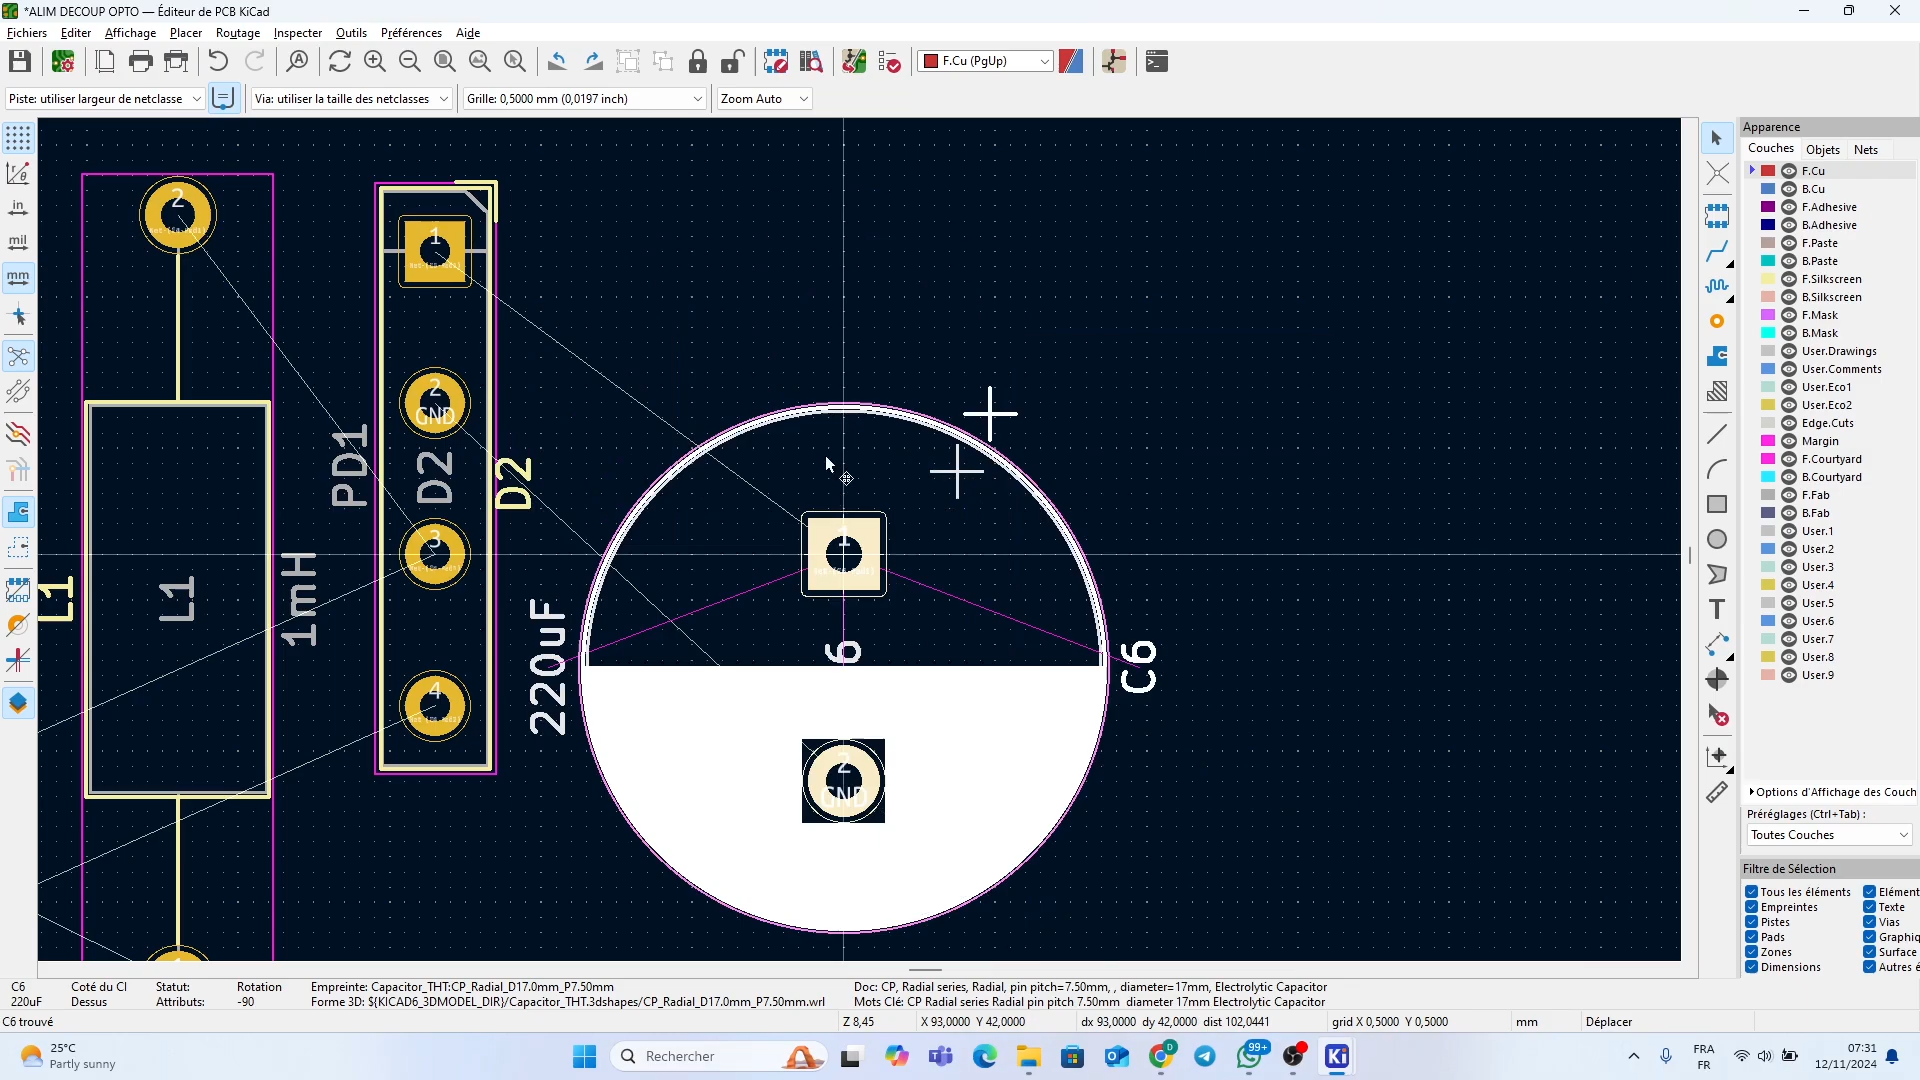 *ALIM DECOUP OPTO — Éditeur de PCB KiCad
Fichiers Editer Affichage Placer Routage Inspecter Outils Préférences Aide
F.Cu (PgUp)
Piste: utiliser largeur de netclasse Via: utiliser la taille des netclasses Grille: 0,5000 mm (0,0197 inch) Zoom Auto
in
mil
mm
2
1
2
GND
PD1
D2
D2
3
4
L1
L1
1mH
220uF
1
6
C6
2
GND
Apparence
Couches Objets Nets
F.Cu
B.Cu
F.Adhesive
B.Adhesive
F.Paste
B.Paste
F.Silkscreen
B.Silkscreen
F.Mask
B.Mask
User.Drawings
User.Comments
User.Eco1
User.Eco2
Edge.Cuts
Margin
F.Courtyard
B.Courtyard
F.Fab
B.Fab
User.1
User.2
User.3
User.4
User.5
User.6
User.7
User.8
User.9
Options d'Affichage des Couch
Préréglages (Ctrl+Tab) :
Toutes Couches
Filtre de Sélection
Tous les éléments Elément
Empreintes Texte
Pistes Vias
Pads Graphiq
Zones Surface
Dimensions Autres é
C6 Coté du CI Statut: Rotation Empreinte: Capacitor_THT:CP_Radial_D17.0mm_P7.50mm Doc: CP, Radial series, Radial, pin pitch=7.50mm, , diameter=17mm, Electrolytic Capacitor
220uF Dessus Attributs: -90 Forme 3D: ${KICAD6_3DMODEL_DIR}/Capacitor_THT.3dshapes/CP_Radial_D17.0mm_P7.50mm.wrl Mots Clé: CP Radial series Radial pin pitch 7.50mm diameter 17mm Electrolytic Capacitor
C6 trouvé Z 8,45 X 93,0000 Y 42,0000 dx 93,0000 dy 42,0000 dist 102,0441 grid X 0,5000 Y 0,5000 mm Déplacer
25°C
Partly sunny
Rechercher
99+
FRA
FR
07:31
12/11/2024